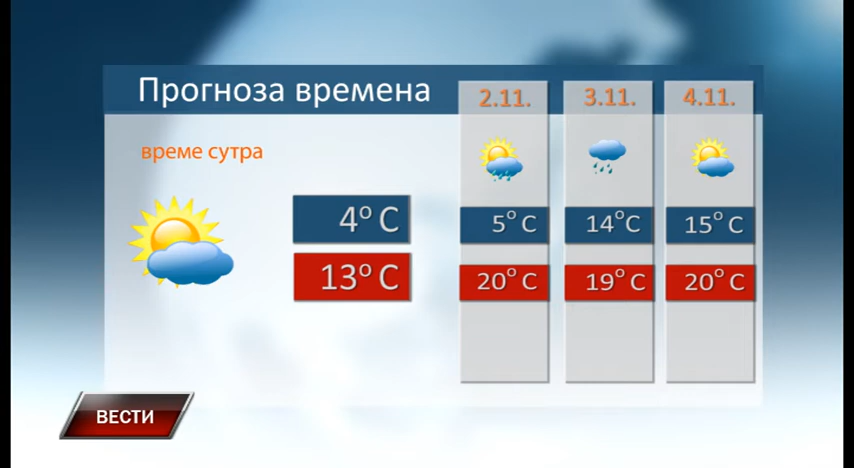 Прогноза времена
2.11.
3.11.
4.11.
време сутра
4° C
5° C
14°C
15° C
13° C
20° C
19° C
20° C
ВЕСТИ